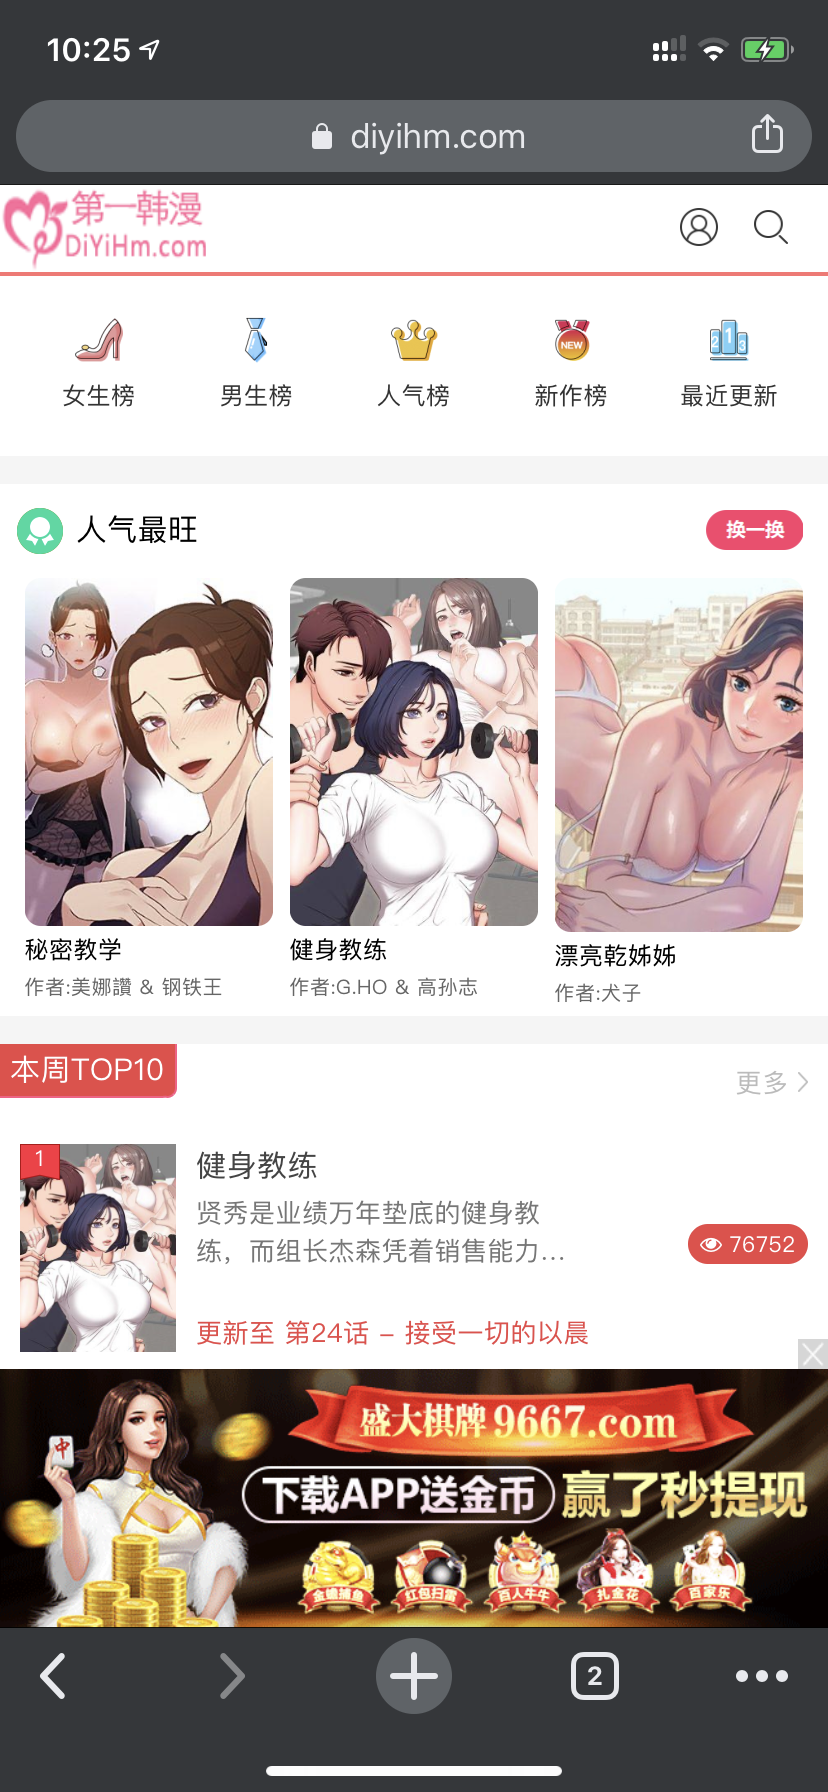 10:25
diyihm.com
第一韩漫
DiYiHm.com
女生榜
男生榜
人气榜
NEW
新作榜
2 1 3
最近更新
人气最旺
换一换
秘密教学
作者:美娜讚 & 钢铁王
健身教练
作者:G.HO & 高孙志
漂亮乾姊姊
作者:犬子
本周TOP10
更多
1
健身教练
贤秀是业绩万年垫底的健身教
练，而组长杰森凭着销售能力...
76752
更新至 第24话 – 接受一切的以晨
中
盛大棋牌 9667.com
下载APP送金币 赢了秒提现
金蟾捕鱼
红包扫雷
百人牛牛
扎金花
百家乐
2